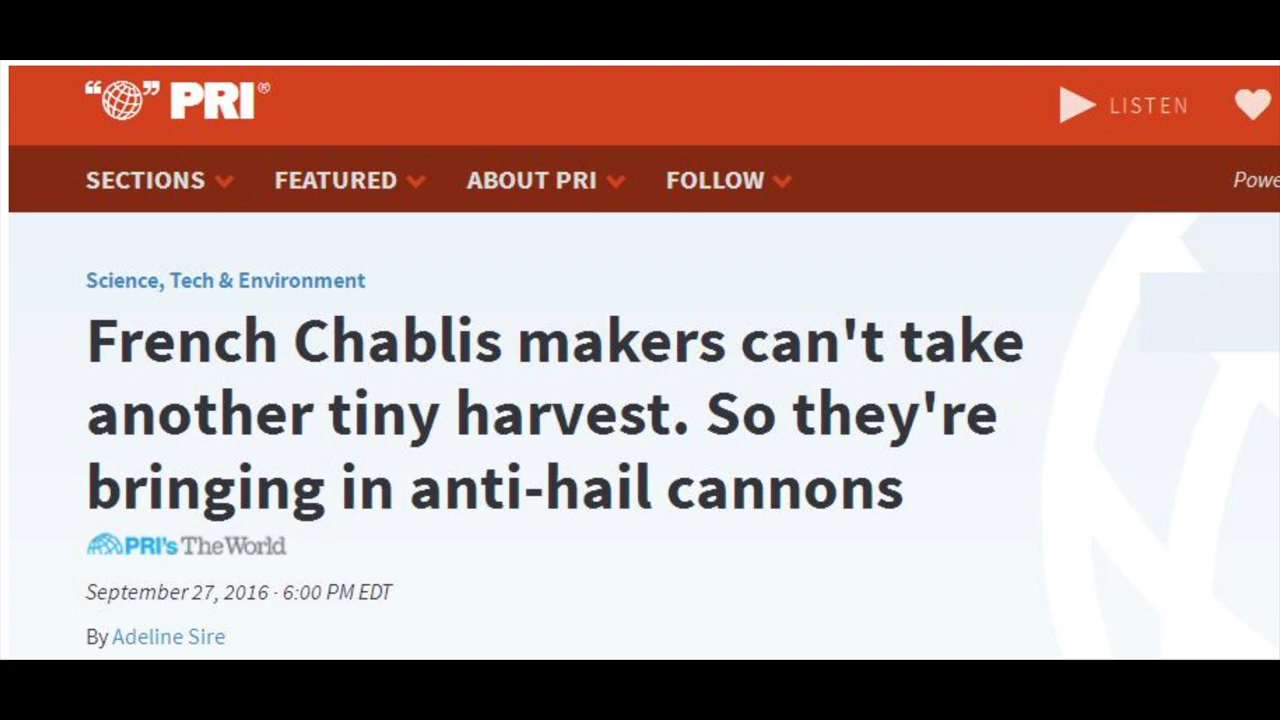 “ ” PRI®
LISTEN
SECTIONS FEATURED ABOUT PRI FOLLOW
Science, Tech & Environment
French Chablis makers can't take
another tiny harvest. So they're
bringing in anti-hail cannons
PRI's The World
September 27, 2016 · 6:00 PM EDT
By Adeline Sire